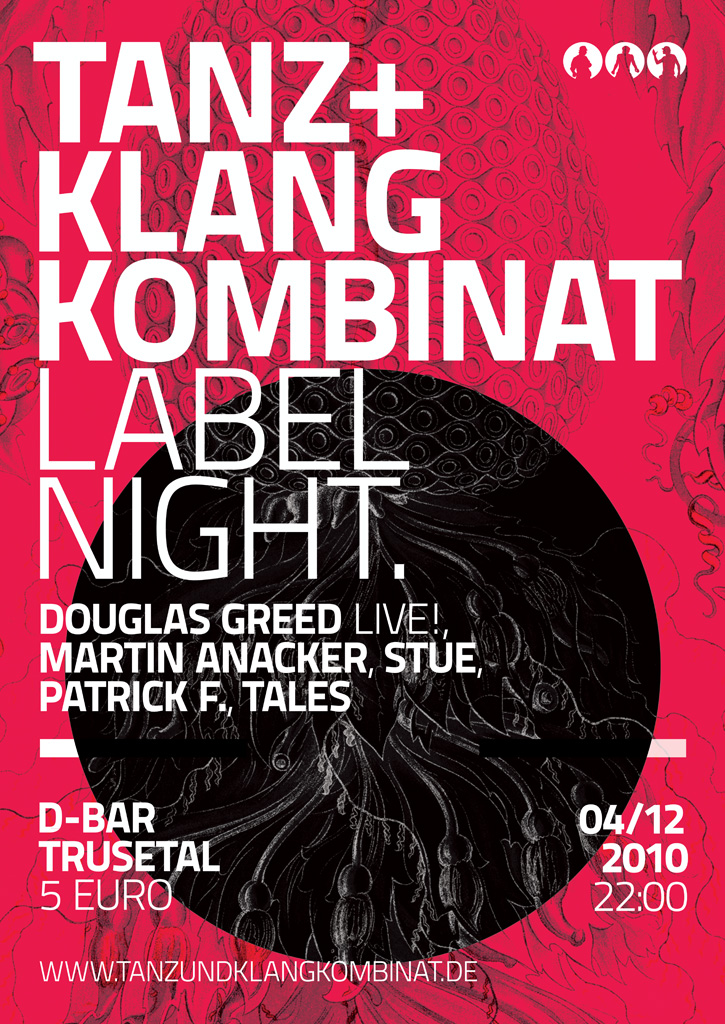 TANZ+
KLANG
KOMBINAT
LABEL
NIGHT.
DOUGLAS GREED LIVE!,
MARTIN ANACKER, STUE,
PATRICK F., TALES
D-BAR
TRUSETAL
5 EURO
04/12
2010
22:00
WWW.TANZUNDKLANGKOMBINAT.DE